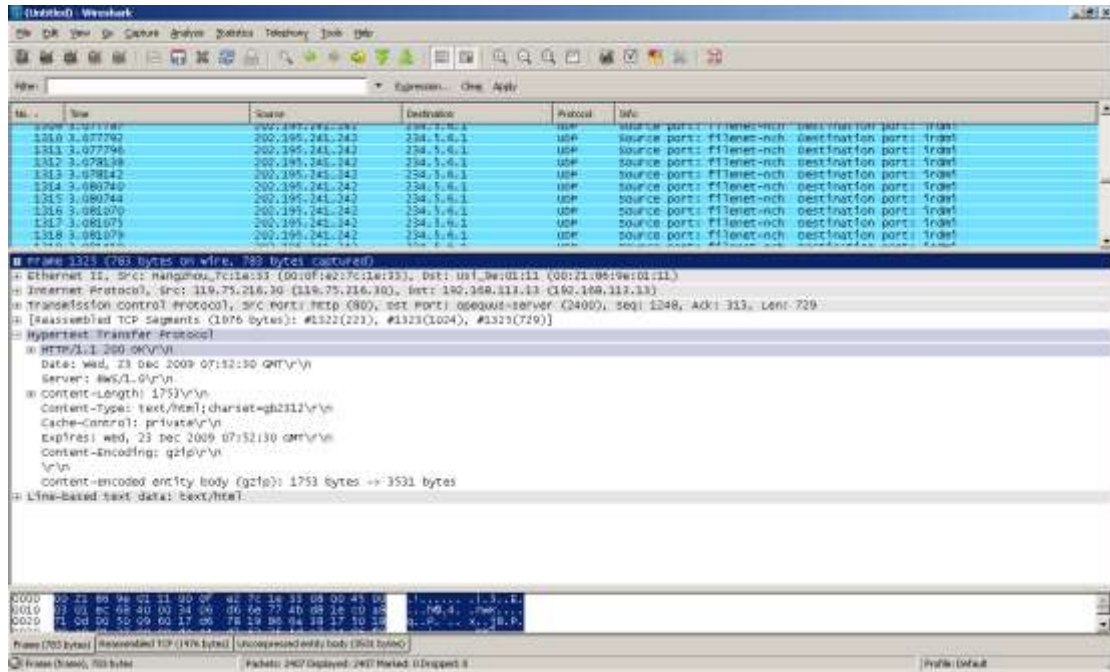 (Untitled) - Wireshark
File Edit View Go Capture Analyze Statistics Telephony Tools Help
Filter: Expression... Clear Apply
No. . Time Source Destination Protocol Info
1310 3.077792 202.195.241.242 234.5.6.1 UDP Source port: filenet-nch Destination port: irdmi
1311 3.077796 202.195.241.242 234.5.6.1 UDP Source port: filenet-nch Destination port: irdmi
1312 3.078139 202.195.241.242 234.5.6.1 UDP Source port: filenet-nch Destination port: irdmi
1313 3.078142 202.195.241.242 234.5.6.1 UDP Source port: filenet-nch Destination port: irdmi
1314 3.080740 202.195.241.242 234.5.6.1 UDP Source port: filenet-nch Destination port: irdmi
1315 3.080744 202.195.241.242 234.5.6.1 UDP Source port: filenet-nch Destination port: irdmi
1316 3.081070 202.195.241.242 234.5.6.1 UDP Source port: filenet-nch Destination port: irdmi
1317 3.081075 202.195.241.242 234.5.6.1 UDP Source port: filenet-nch Destination port: irdmi
1318 3.081079 202.195.241.242 234.5.6.1 UDP Source port: filenet-nch Destination port: irdmi
Frame 1325 (783 bytes on wire, 783 bytes captured)
Ethernet II, Src: Hangzhou_7c:1e:33 (00:0f:e2:7c:1e:33), Dst: Usi_9e:01:11
Internet Protocol, Src: 119.75.216.30 (119.75.216.30), Dst: 192.168.113.13 (192.168.113.13)
Transmission Control Protocol, Src Port: http (80), Dst Port: opequus-server (2400), Seq: 1248, Ack: 313, Len: 729
[Reassembled TCP Segments (1976 bytes): #1322(223), #1323(1024), #1325(729)]
Hypertext Transfer Protocol
HTTP/1.1 200 OK\r\n
Date: Wed, 23 Dec 2009 07:52:30 GMT\r\n
Server: BWS/1.0\r\n
Content-Length: 1753\r\n
Content-Type: text/html;charset=gb2312\r\n
Cache-Control: private\r\n
Expires: Wed, 23 Dec 2009 07:52:30 GMT\r\n
Content-Encoding: gzip\r\n
\r\n
Content-encoded entity body (gzip): 1753 bytes -> 3531 bytes
Line-based text data: text/html
0000
0010
0020
Frame (783 bytes) Reassembled TCP (1976 bytes) Uncompressed entity body (3531 bytes)
Frame (frame), 783 bytes Packets: 2407 Displayed: 2407 Marked: 0 Dropped: 0 Profile: Default